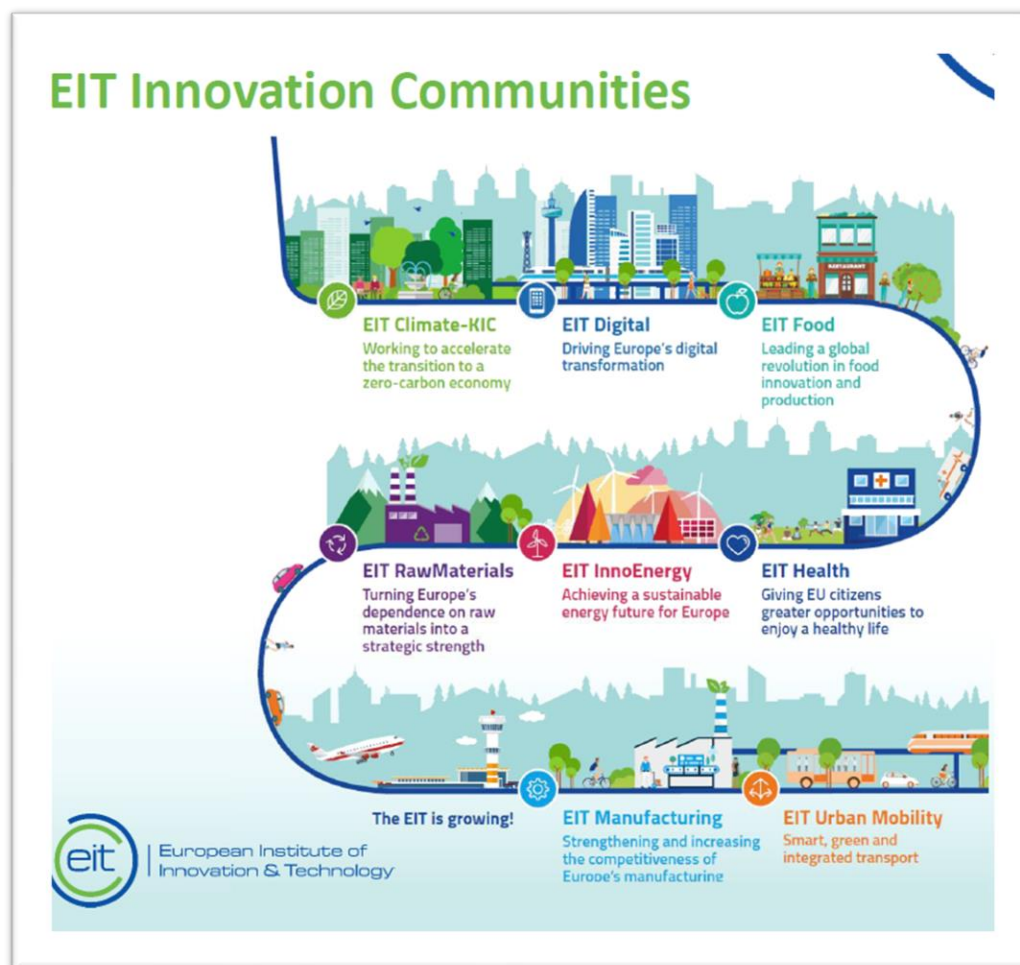 EIT Innovation Communities
RESTAURANT
EIT Climate-KIC
Working to accelerate
the transition to a
zero-carbon economy
EIT Digital
Driving Europe's digital
transformation
EIT Food
Leading a global
revolution in food
innovation and
production
EIT RawMaterials
Turning Europe's
dependence on raw
materials into a
strategic strength
EIT InnoEnergy
Achieving a sustainable
energy future for Europe
EIT Health
Giving EU citizens
greater opportunities to
enjoy a healthy life
The EIT is growing!
EIT Manufacturing
Strengthening and increasing
the competitiveness of
Europe's manufacturing
EIT Urban Mobility
Smart, green and
integrated transport
eit
European Institute of
Innovation & Technology